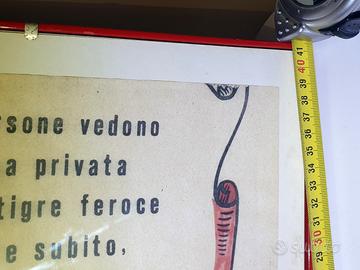 rsone vedono
a privata
tigre feroce
e subito,
41
40
39
38
37
36
35
34
33
32
31
30
29
Subito